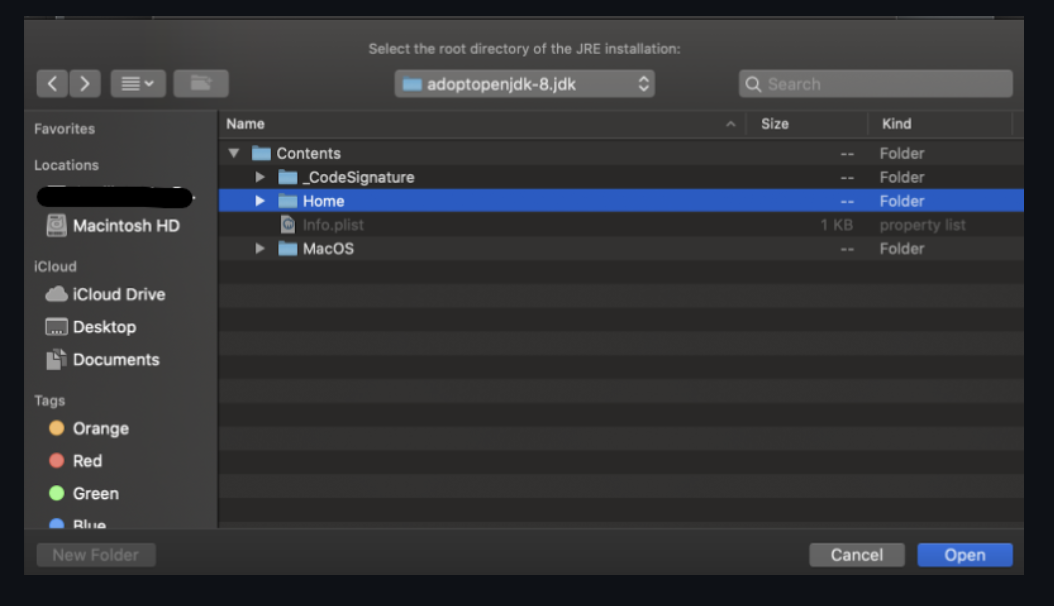 Select the root directory of the JRE installation:
adoptopenjdk-8.jdk
Search
Favorites
Locations
Macintosh HD
iCloud
iCloud Drive
Desktop
Documents
Tags
Orange
Red
Green
Blue
Name Size Kind
Contents -- Folder
_CodeSignature -- Folder
Home -- Folder
Info.plist 1 KB property list
MacOS -- Folder
New Folder
Cancel
Open